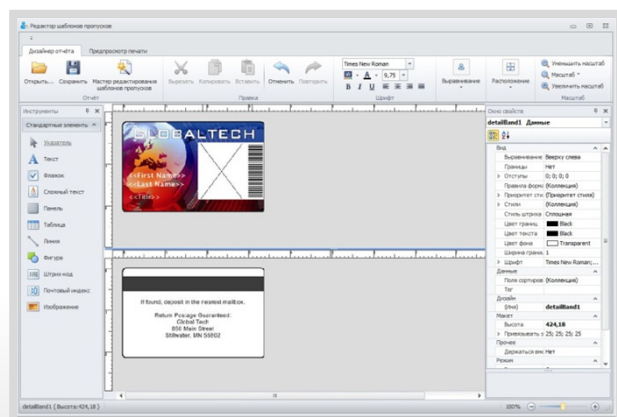 Редактор шаблонов пропусков
Дизайнер отчёта Предпросмотр печати
Открыть... Сохранить Мастер редактирования шаблонов пропусков
Вырезать Копировать Вставить Отменить Повторить
Times New Roman
9,75
Выравнивание
Расположение
Уменьшить масштаб
Масштаб
Увеличить масштаб
Отчёт Правка Шрифт Масштаб
Инструменты
Стандартные элементы
Указатель
Текст
Флажок
Сложный текст
Панель
Таблица
Линия
Фигура
Штрих-код
Почтовый индекс
Изображение
GLOBALTECH
<<First Name>>
<<Last Name>>
<<Title>>
If found, deposit in the nearest mailbox.
Return Postage Guaranteed:
Global Tech
850 Main Street
Stillwater, MN 55802
Окно свойств
detailBand1 Данные
Вид
Выравнивание Вверху слева
Границы Нет
Отступы 0; 0; 0; 0
Правила форм (Коллекция)
Приоритет сти (Приоритет стиля)
Стили (Коллекция)
Стиль штриха Сплошная
Цвет границ Black
Цвет текста Black
Цвет фона Transparent
Ширина грани 1
Шрифт Times New Roman;...
Данные
Поля сортиров (Коллекция)
Тег
Дизайн
(Имя) detailBand1
Макет
Высота 424,18
Привязывать к 25; 25; 25; 25
Прочее
Держаться вме Нет
Режим
detailBand1 { Высота:424,18 }
100%